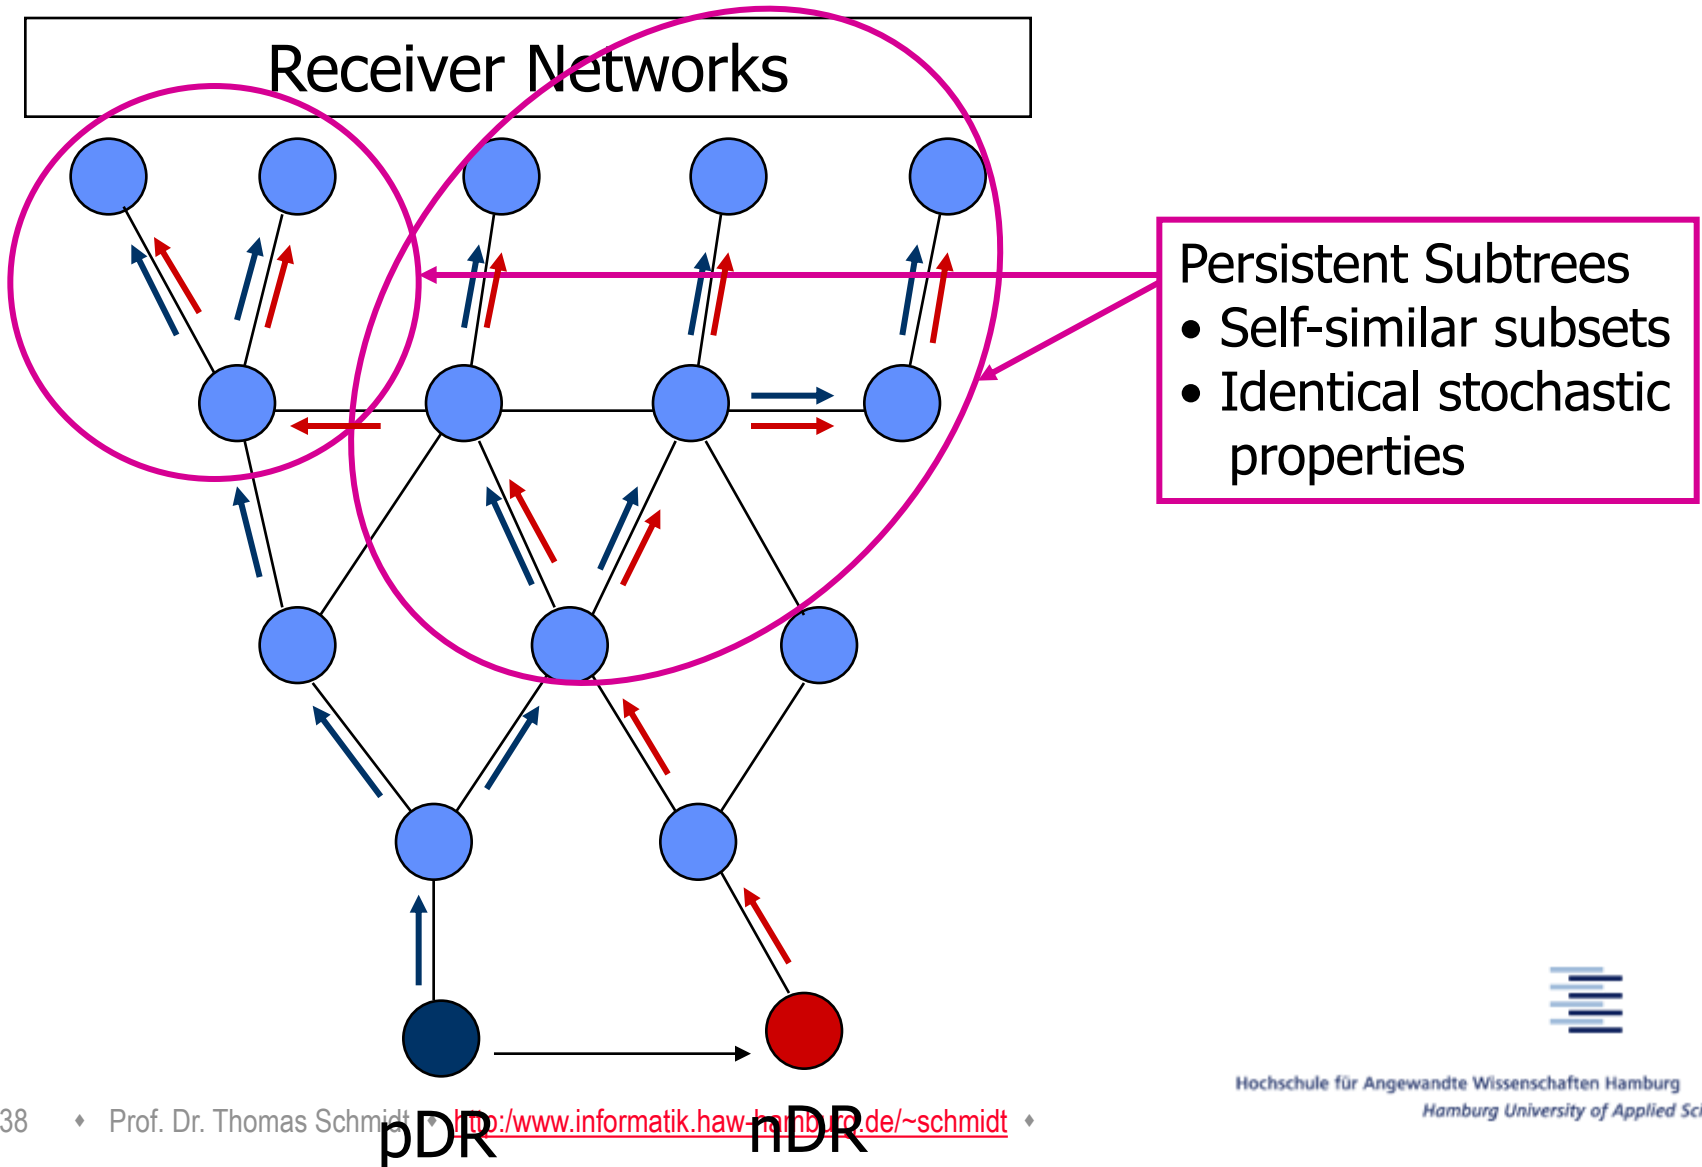 Receiver Networks
Persistent Subtrees
• Self-similar subsets
• Identical stochastic
properties
pDR
nDR
38 • Prof. Dr. Thomas Schmidt • http:/www.informatik.haw-hamburg.de/~schmidt •
Hochschule für Angewandte Wissenschaften Hamburg
Hamburg University of Applied Sci